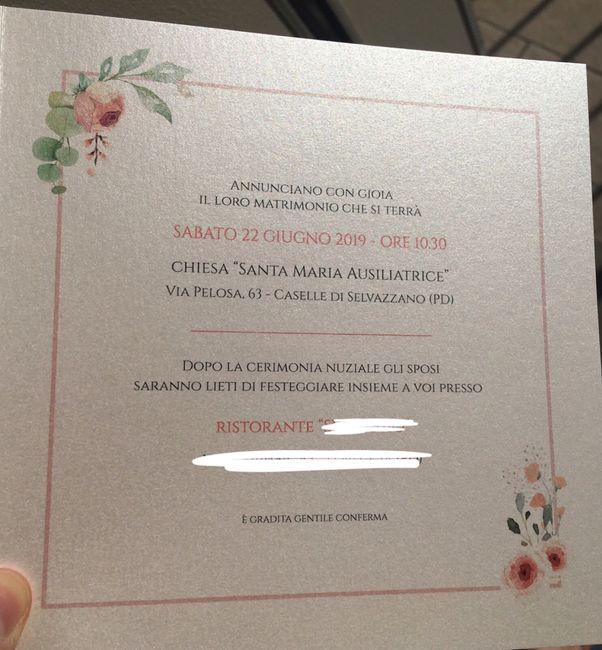 ANNUNCIANO CON GIOIA
IL LORO MATRIMONIO CHE SI TERRÀ
SABATO 22 GIUGNO 2019 - ORE 10.30
CHIESA “SANTA MARIA AUSILIATRICE”
VIA PELOSA, 63 - CASELLE DI SELVAZZANO (PD)
DOPO LA CERIMONIA NUZIALE GLI SPOSI
SARANNO LIETI DI FESTEGGIARE INSIEME A VOI PRESSO
RISTORANTE
È GRADITA GENTILE CONFERMA